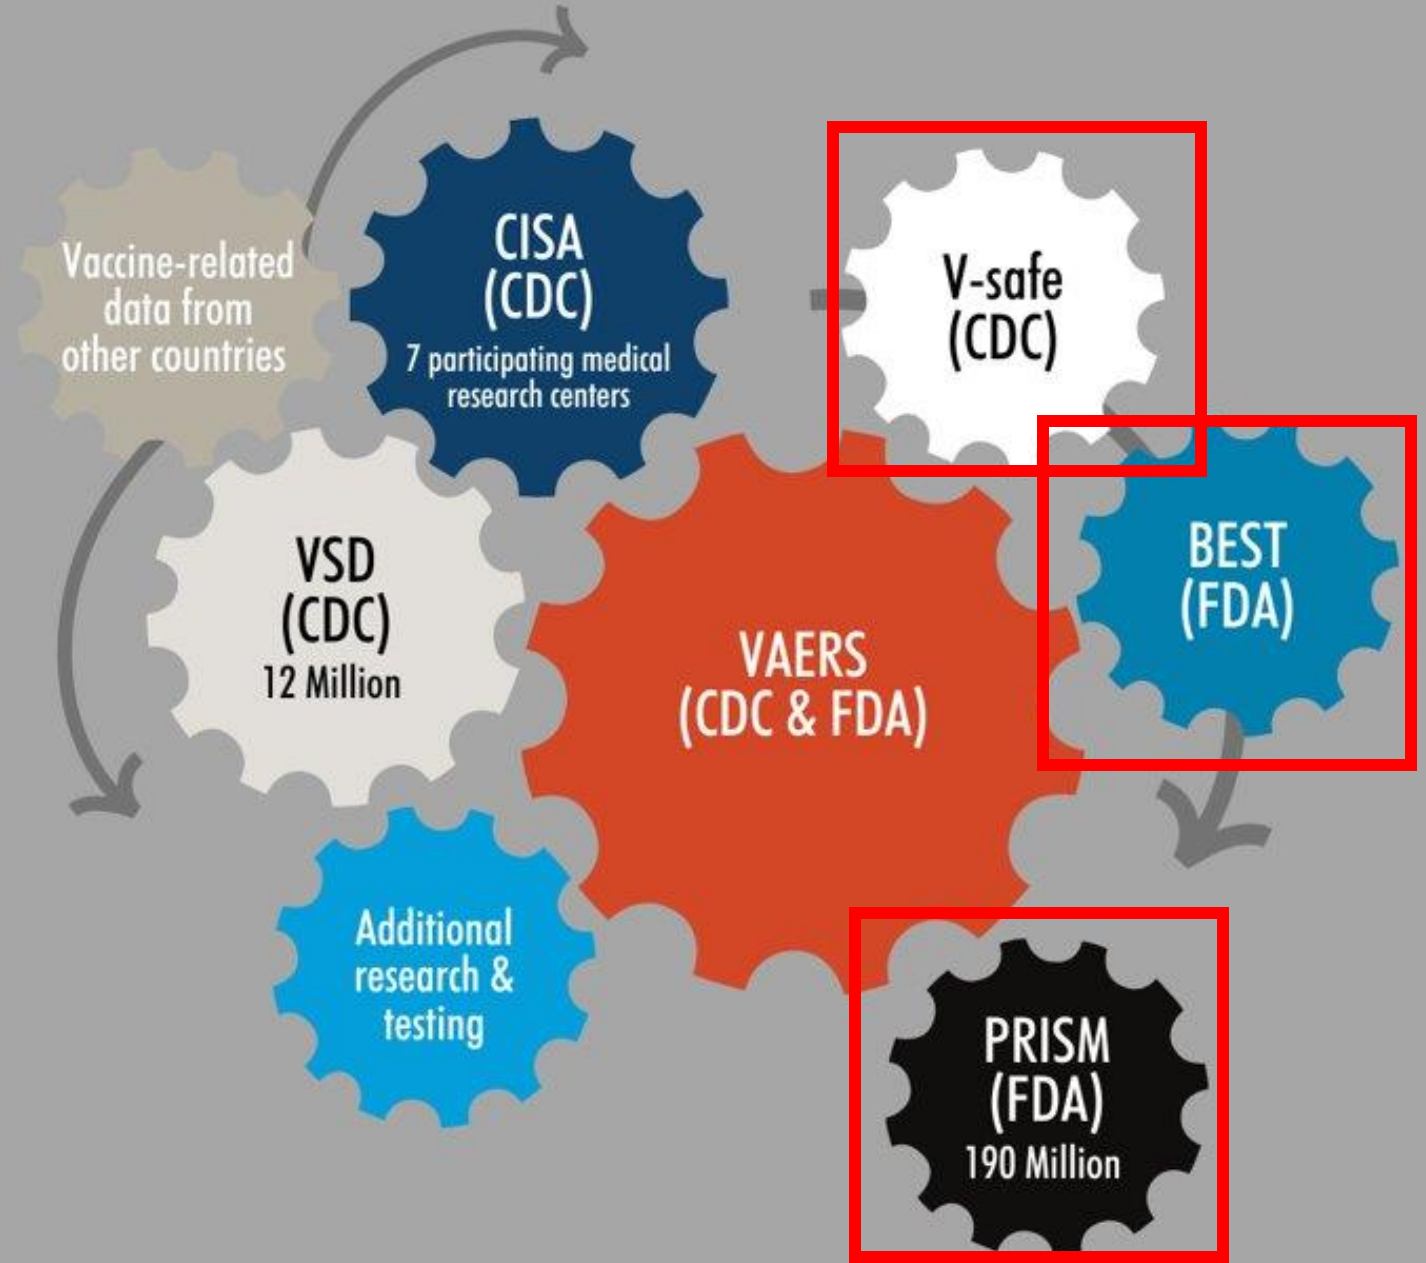 Vaccine-related
data from
other countries
CISA
(CDC)
7 participating medical
research centers
V-safe
(CDC)
VSD
(CDC)
12 Million
VAERS
(CDC & FDA)
BEST
(FDA)
Additional
research &
testing
PRISM
(FDA)
190 Million